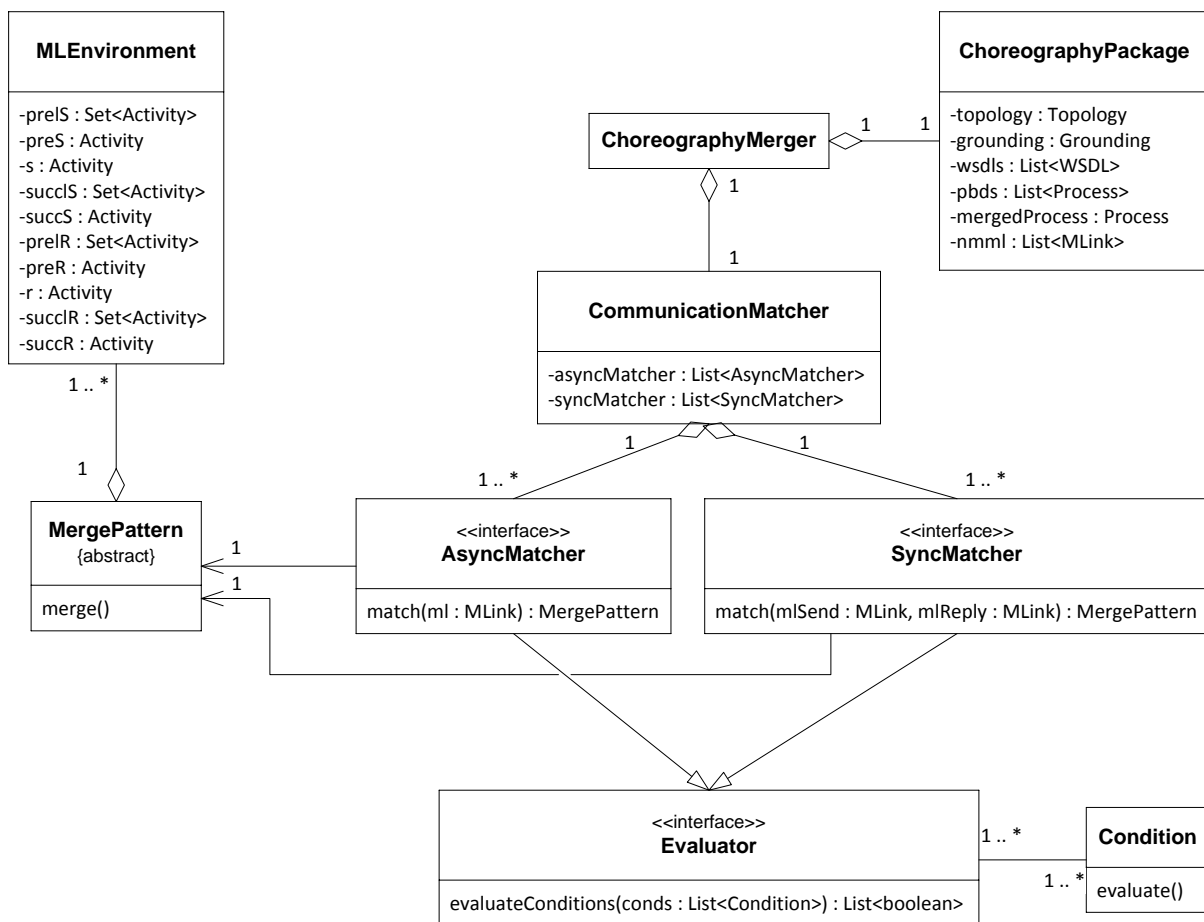 MLEnvironment
-prelS : Set<Activity>
-preS : Activity
-s : Activity
-succlS : Set<Activity>
-succS : Activity
-prelR : Set<Activity>
-preR : Activity
-r : Activity
-succlR : Set<Activity>
-succR : Activity
ChoreographyPackage
-topology : Topology
-grounding : Grounding
-wsdls : List<WSDL>
-pbds : List<Process>
-mergedProcess : Process
-nmml : List<MLink>
ChoreographyMerger
1
1
1
1
CommunicationMatcher
-asyncMatcher : List<AsyncMatcher>
-syncMatcher : List<SyncMatcher>
1 .. *
1
1
1
1 .. *
1 .. *
MergePattern
{abstract}
merge()
1
1
<<interface>>
AsyncMatcher
match(ml : MLink) : MergePattern
<<interface>>
SyncMatcher
match(mlSend : MLink, mlReply : MLink) : MergePattern
<<interface>>
Evaluator
evaluateConditions(conds : List<Condition>) : List<boolean>
1 .. *
1 .. *
Condition
evaluate()